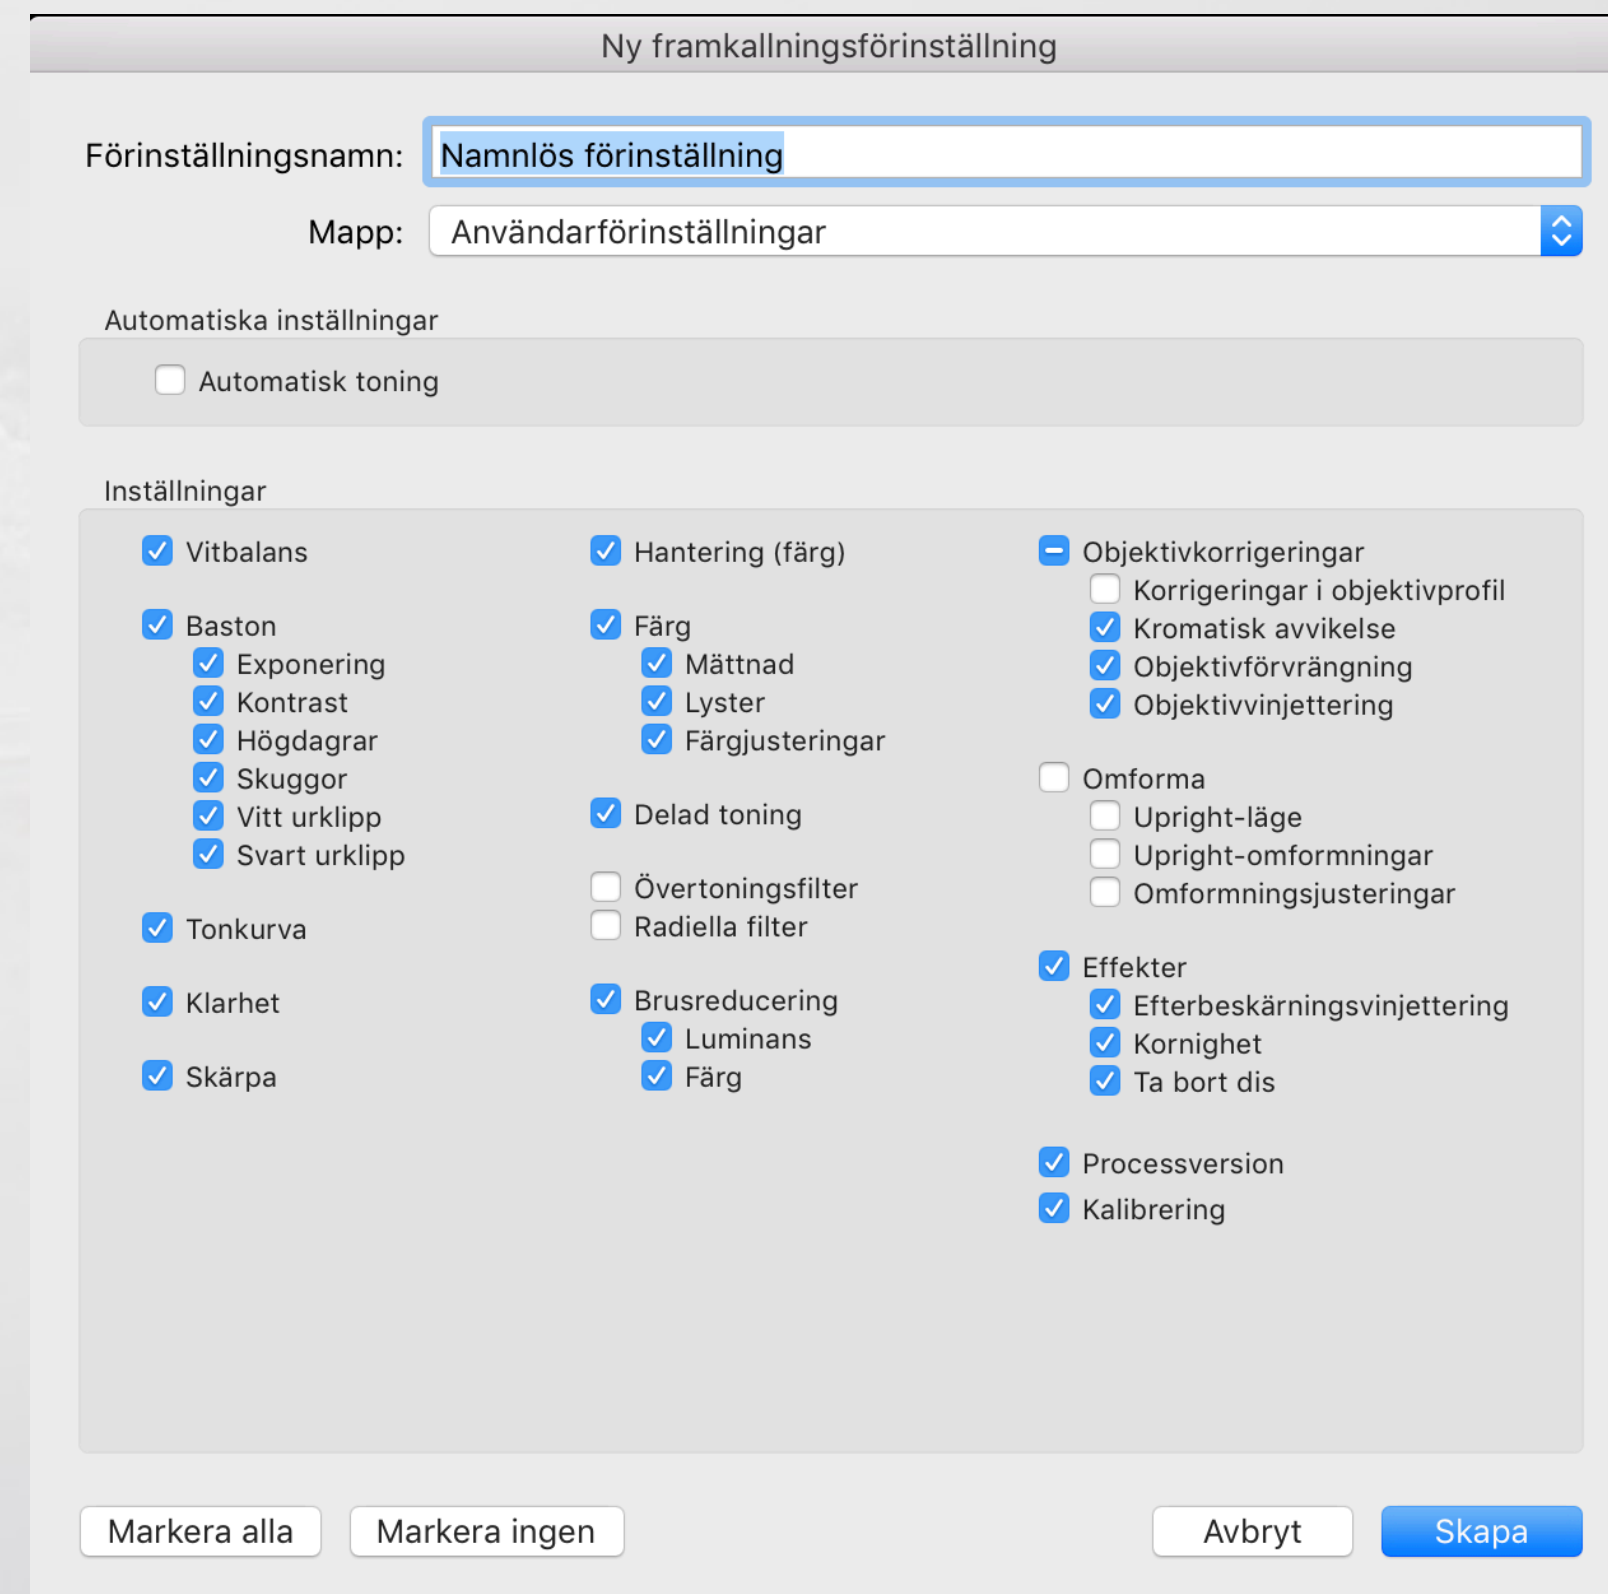 Ny framkallningsförinställning
Förinställningsnamn: Namnlös förinställning
Mapp: Användarförinställningar
Automatiska inställningar
Automatisk toning
Inställningar
Vitbalans
Baston
Exponering
Kontrast
Högdagrar
Skuggor
Vitt urklipp
Svart urklipp
Tonkurva
Klarhet
Skärpa
Hantering (färg)
Färg
Mättnad
Lyster
Färgjusteringar
Delad toning
Övertoningsfilter
Radiella filter
Brusreducering
Luminans
Färg
Objektivkorrigeringar
Korrigeringar i objektivprofil
Kromatisk avvikelse
Objektivförvrängning
Objektivvinjettering
Omforma
Upright-läge
Upright-omformningar
Omformningsjusteringar
Effekter
Efterbeskärningsvinjettering
Kornighet
Ta bort dis
Processversion
Kalibrering
Markera alla
Markera ingen
Avbryt
Skapa